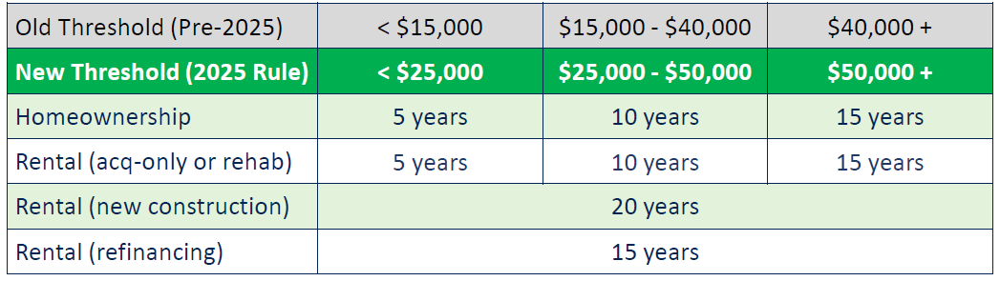 Old Threshold (Pre-2025) < $15,000 $15,000 - $40,000 $40,000 +
New Threshold (2025 Rule) < $25,000 $25,000 - $50,000 $50,000 +
Homeownership 5 years 10 years 15 years
Rental (acq-only or rehab) 5 years 10 years 15 years
Rental (new construction) 20 years
Rental (refinancing) 15 years